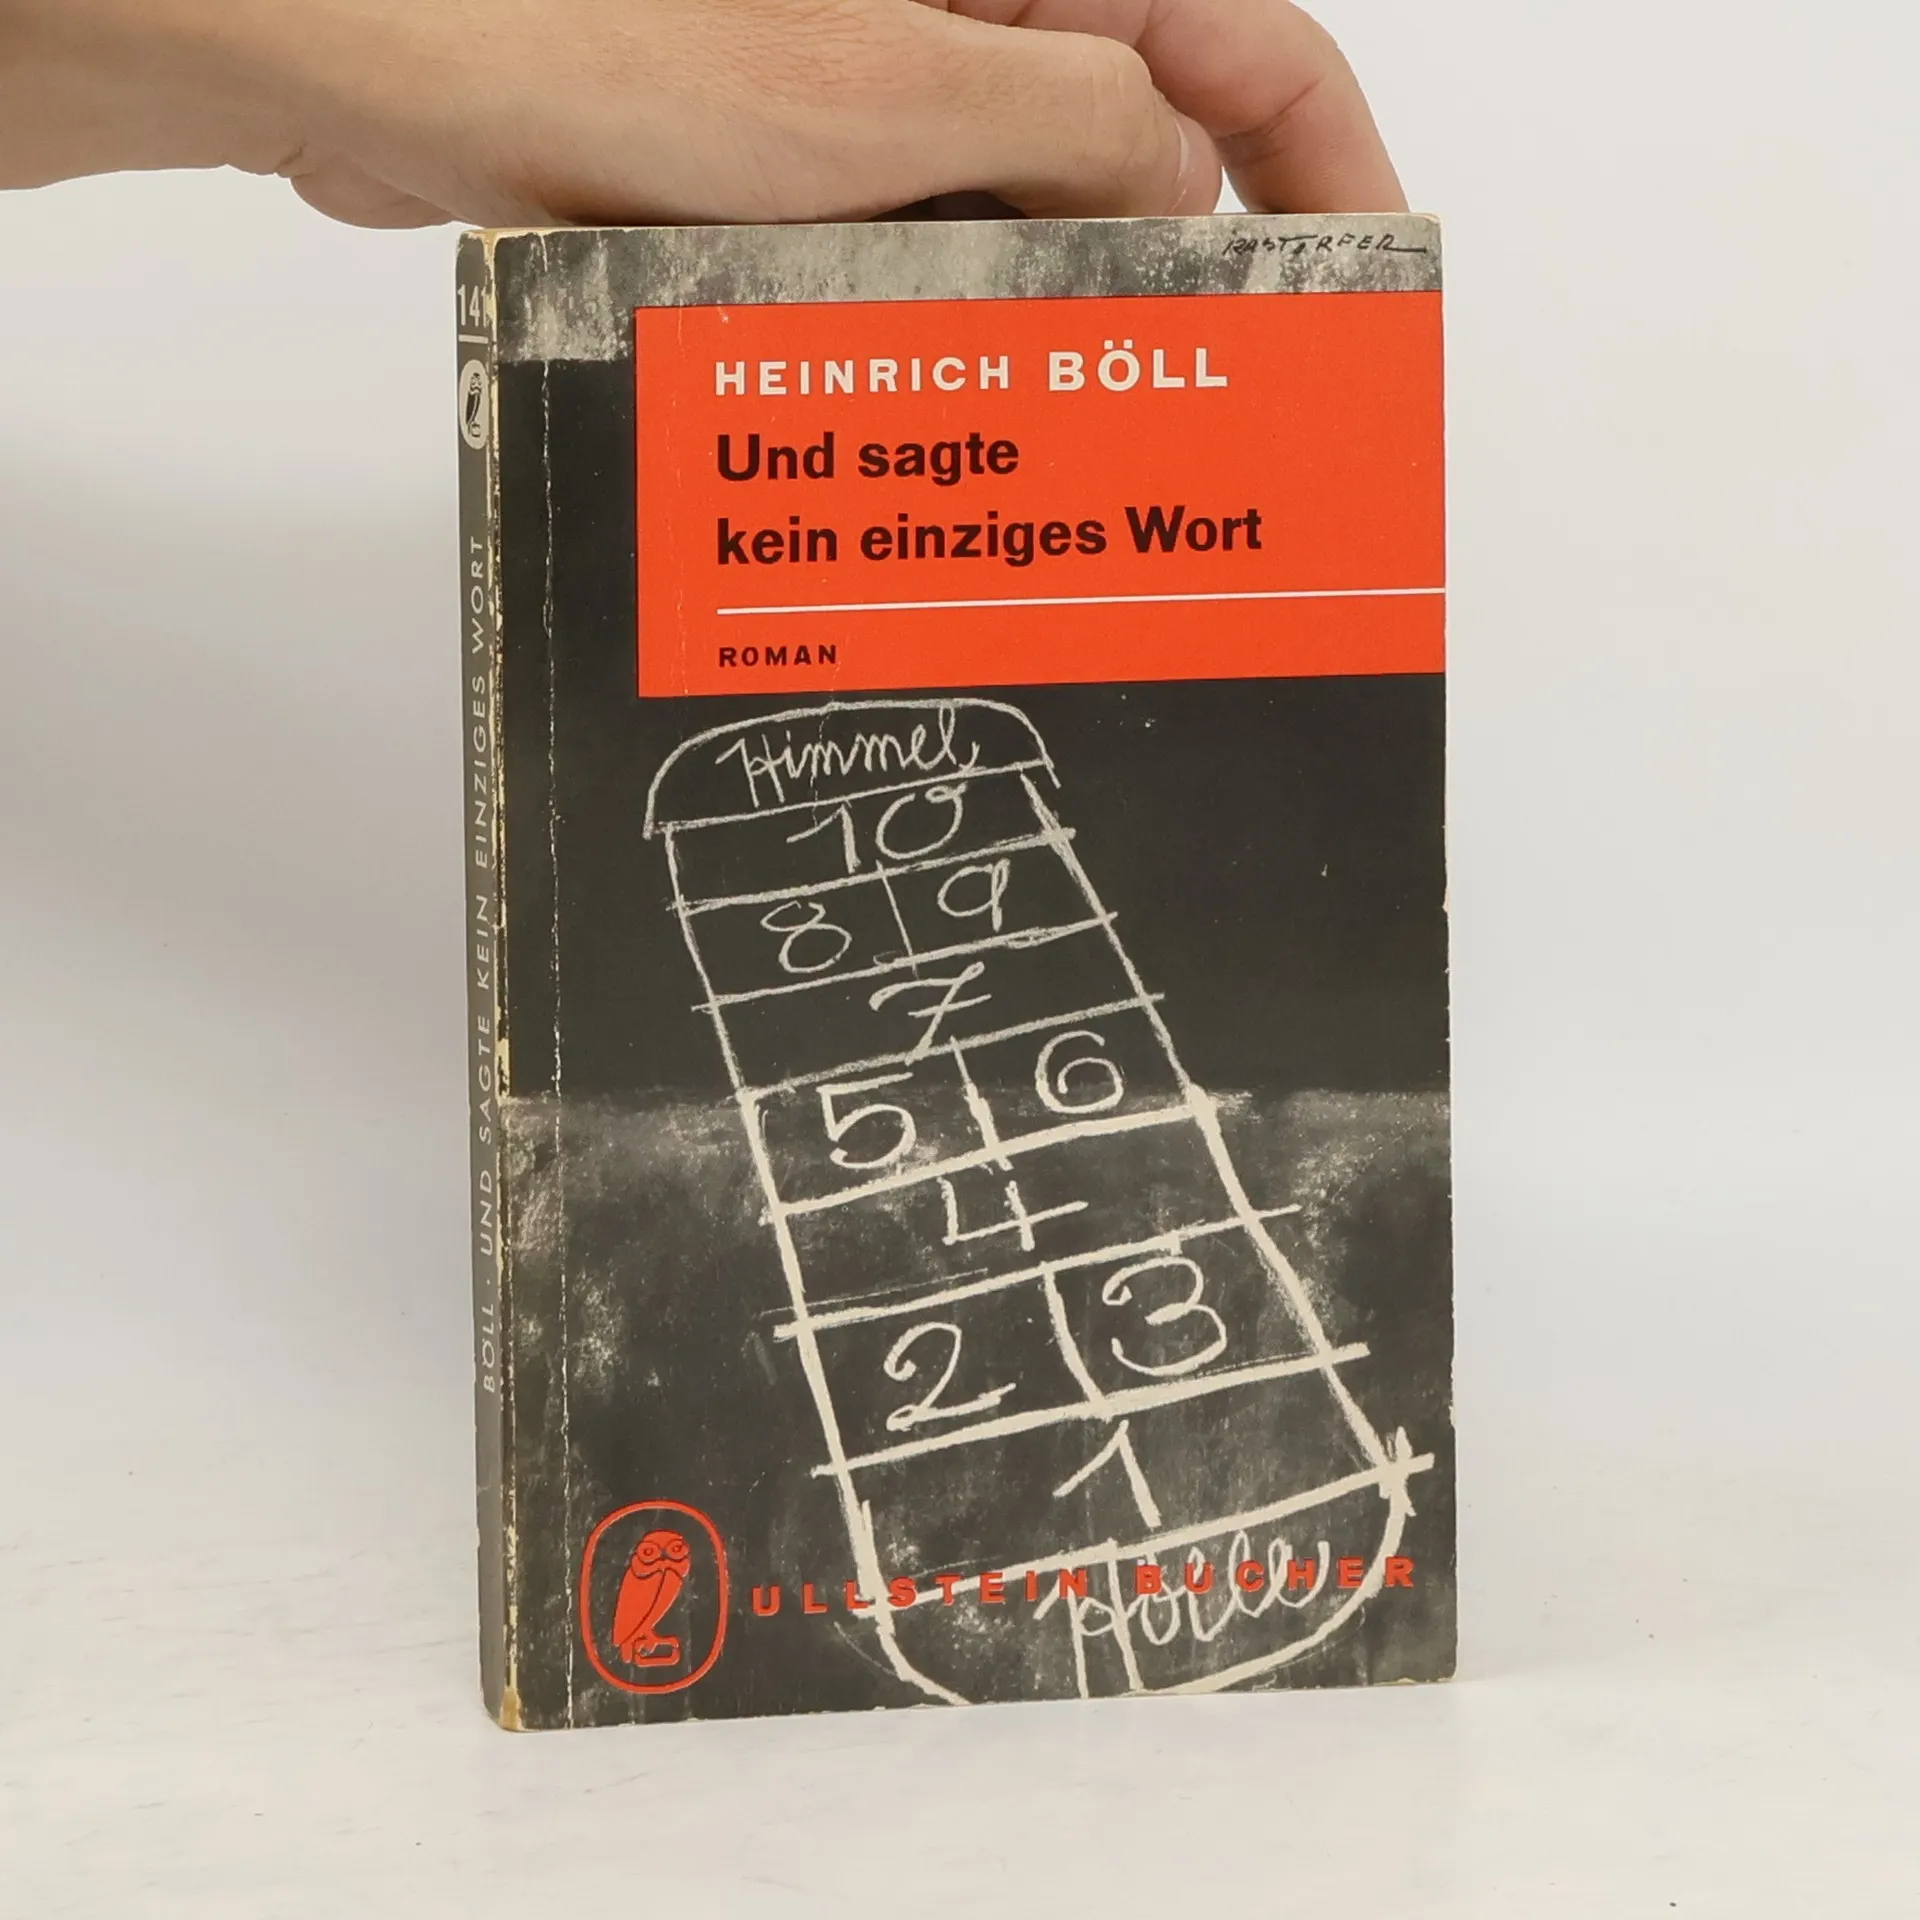 HEINRICH BÖLL
Und sagte
kein einziges Wort
ROMAN
Himmel
10
8 9
7
5 6
4
2 3
1
Hölle
ULLSTEIN BÜCHER
141
BÖLL · UND SAGTE KEIN EINZIGES WORT